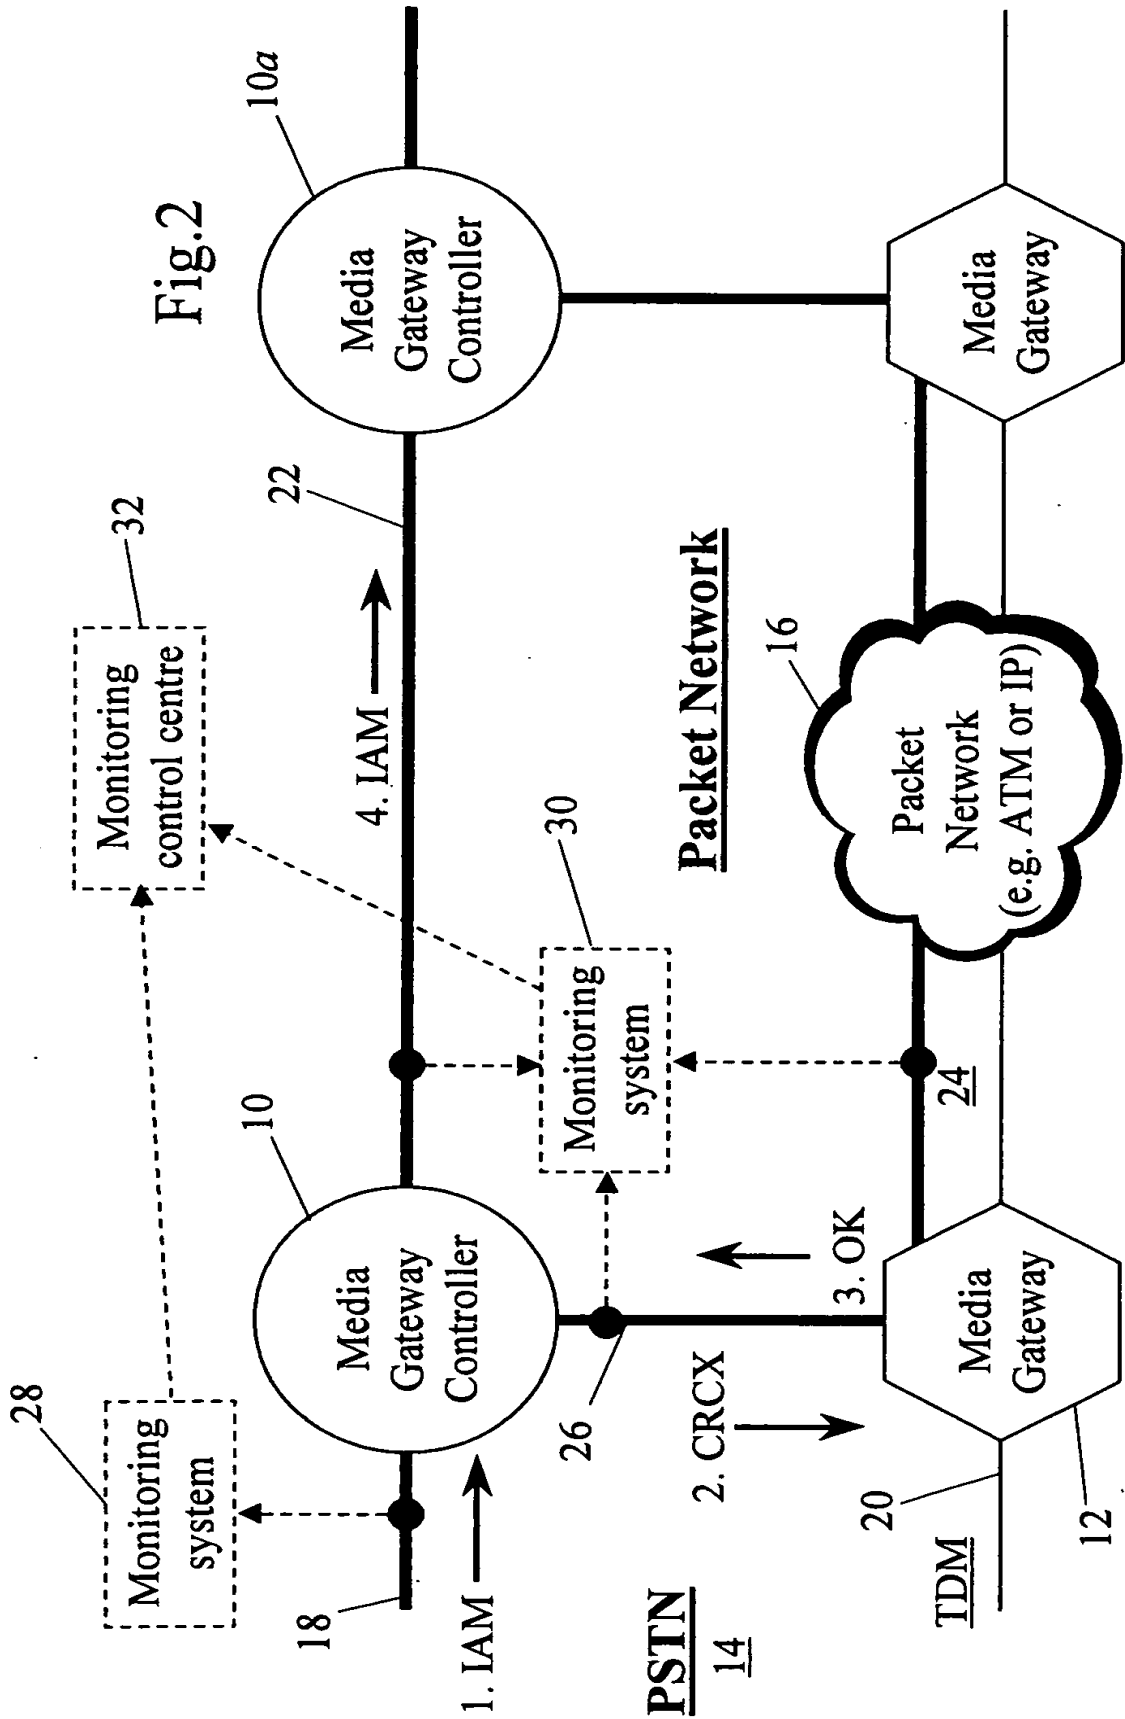 Fig.2
28
Monitoring
system
32
Monitoring
control centre
18
10
Media
Gateway
Controller
1. IAM
4. IAM
22
10a
Media
Gateway
Controller
PSTN
14
26
2. CRCX
3. OK
30
Monitoring
system
Packet Network
TDM
20
12
Media
Gateway
24
16
Packet
Network
(e.g. ATM or IP)
Media
Gateway